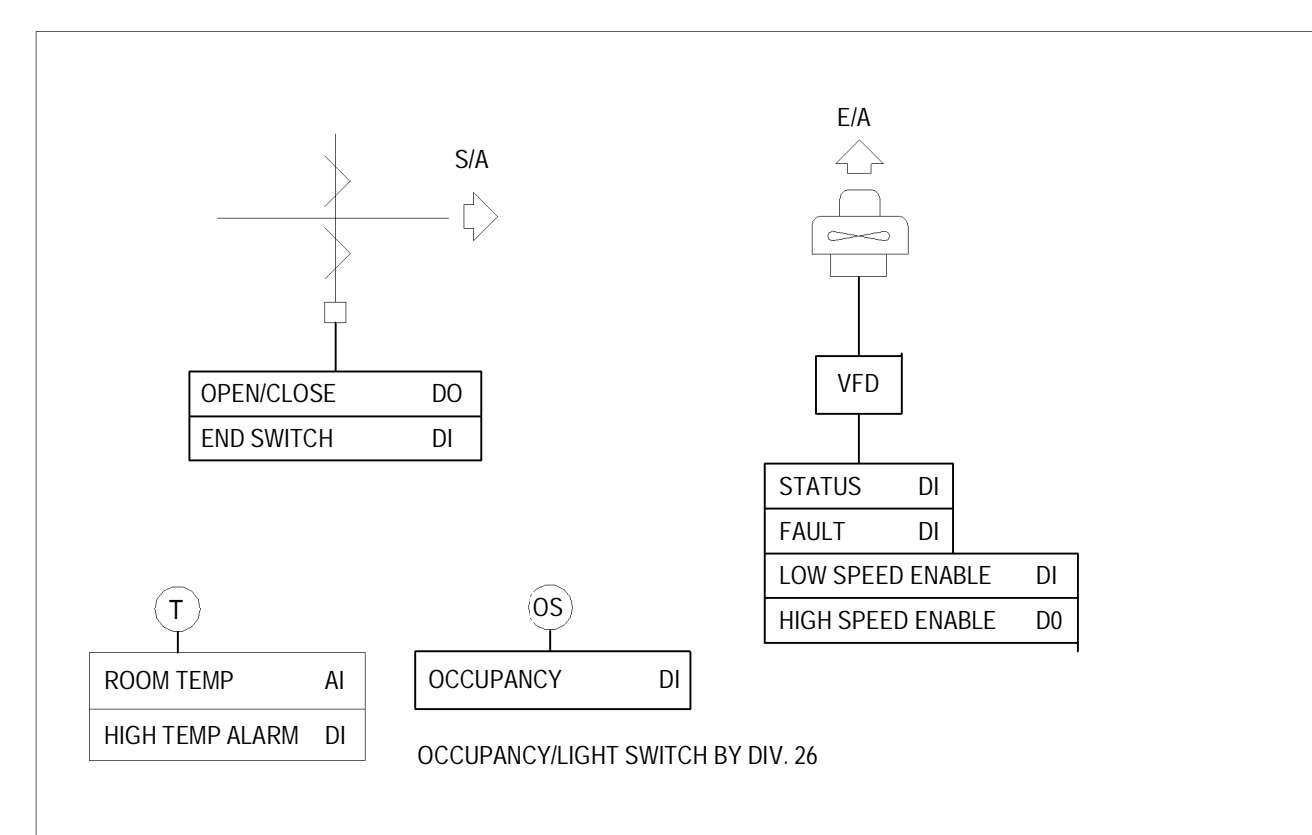 E/A
S/A
VFD
OPEN/CLOSE DO
END SWITCH DI
STATUS DI
FAULT DI
LOW SPEED ENABLE DI
HIGH SPEED ENABLE D0
T
OS
ROOM TEMP AI
HIGH TEMP ALARM DI
OCCUPANCY DI
OCCUPANCY/LIGHT SWITCH BY DIV. 26